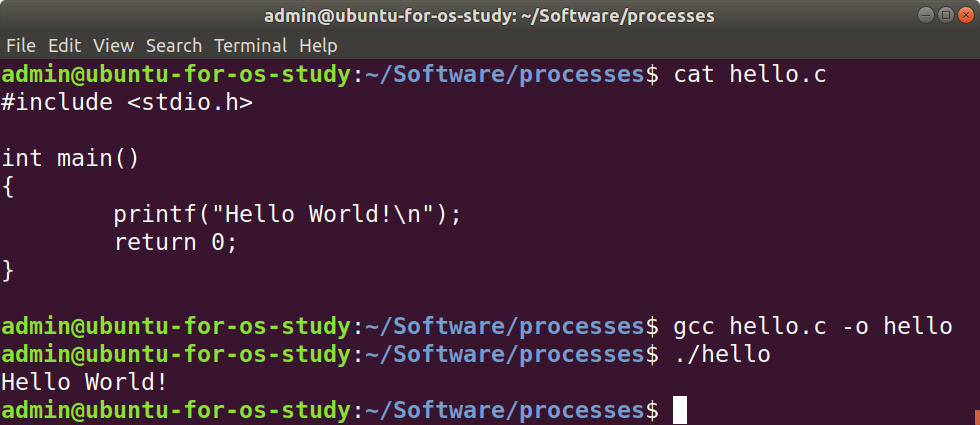 admin@ubuntu-for-os-study: ~/Software/processes
File Edit View Search Terminal Help
admin@ubuntu-for-os-study:~/Software/processes$ cat hello.c
#include <stdio.h>
int main()
{
        printf("Hello World!\n");
        return 0;
}
admin@ubuntu-for-os-study:~/Software/processes$ gcc hello.c -o hello
admin@ubuntu-for-os-study:~/Software/processes$ ./hello
Hello World!
admin@ubuntu-for-os-study:~/Software/processes$